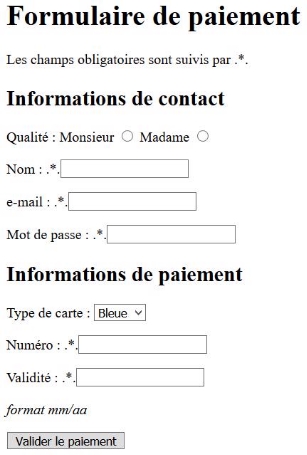 Formulaire de paiement
Les champs obligatoires sont suivis par .*.
Informations de contact
Qualité : Monsieur Madame
Nom : .*.
e-mail : .*.
Mot de passe : .*.
Informations de paiement
Type de carte : Bleue
Numéro : .*.
Validité : .*.
format mm/aa
Valider le paiement